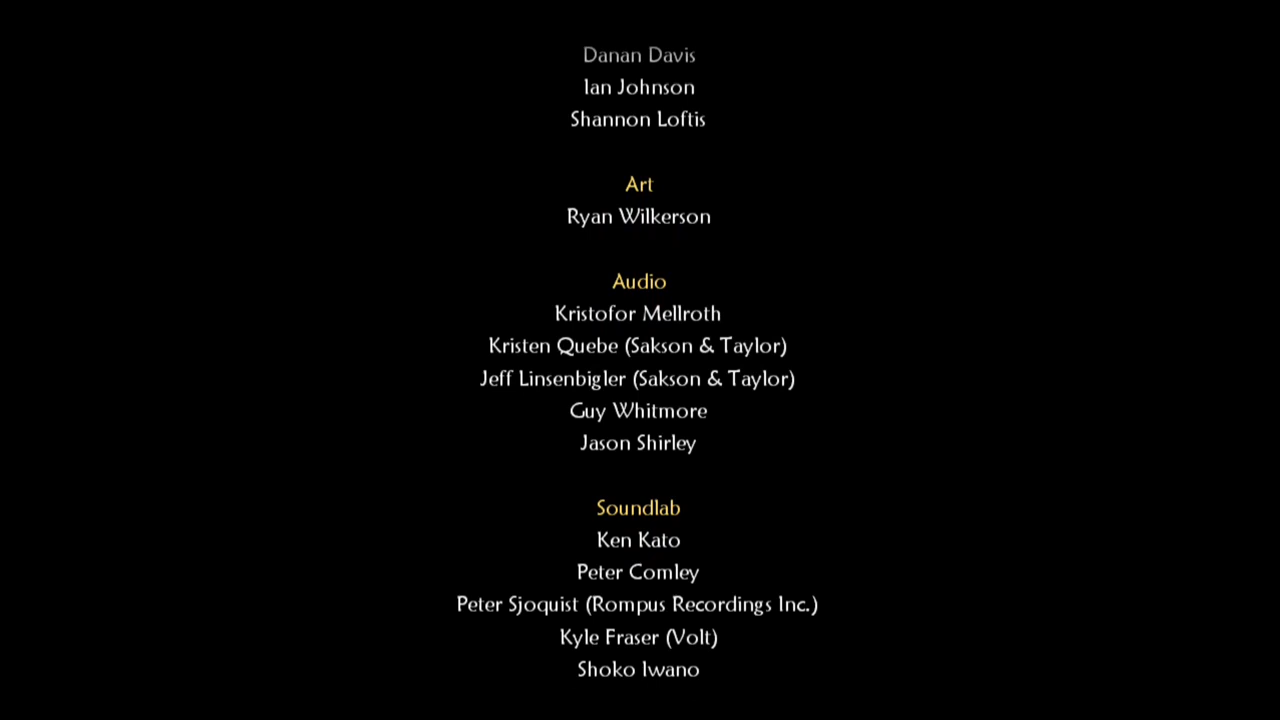 Danan Davis
Ian Johnson
Shannon Loftis
Art
Ryan Wilkerson
Audio
Kristofor Mellroth
Kristen Quebe (Sakson & Taylor)
Jeff Linsenbigler (Sakson & Taylor)
Guy Whitmore
Jason Shirley
Soundlab
Ken Kato
Peter Comley
Peter Sjoquist (Rompus Recordings Inc.)
Kyle Fraser (Volt)
Shoko Iwano